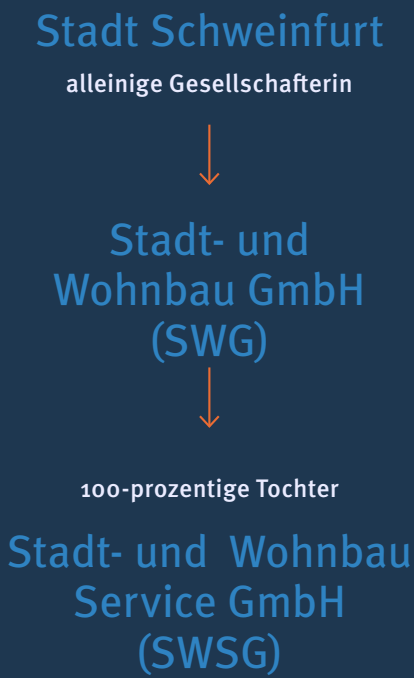 Stadt Schweinfurt
alleinige Gesellschafterin
Stadt- und
Wohnbau GmbH
(SWG)
100-prozentige Tochter
Stadt- und Wohnbau
Service GmbH
(SWSG)